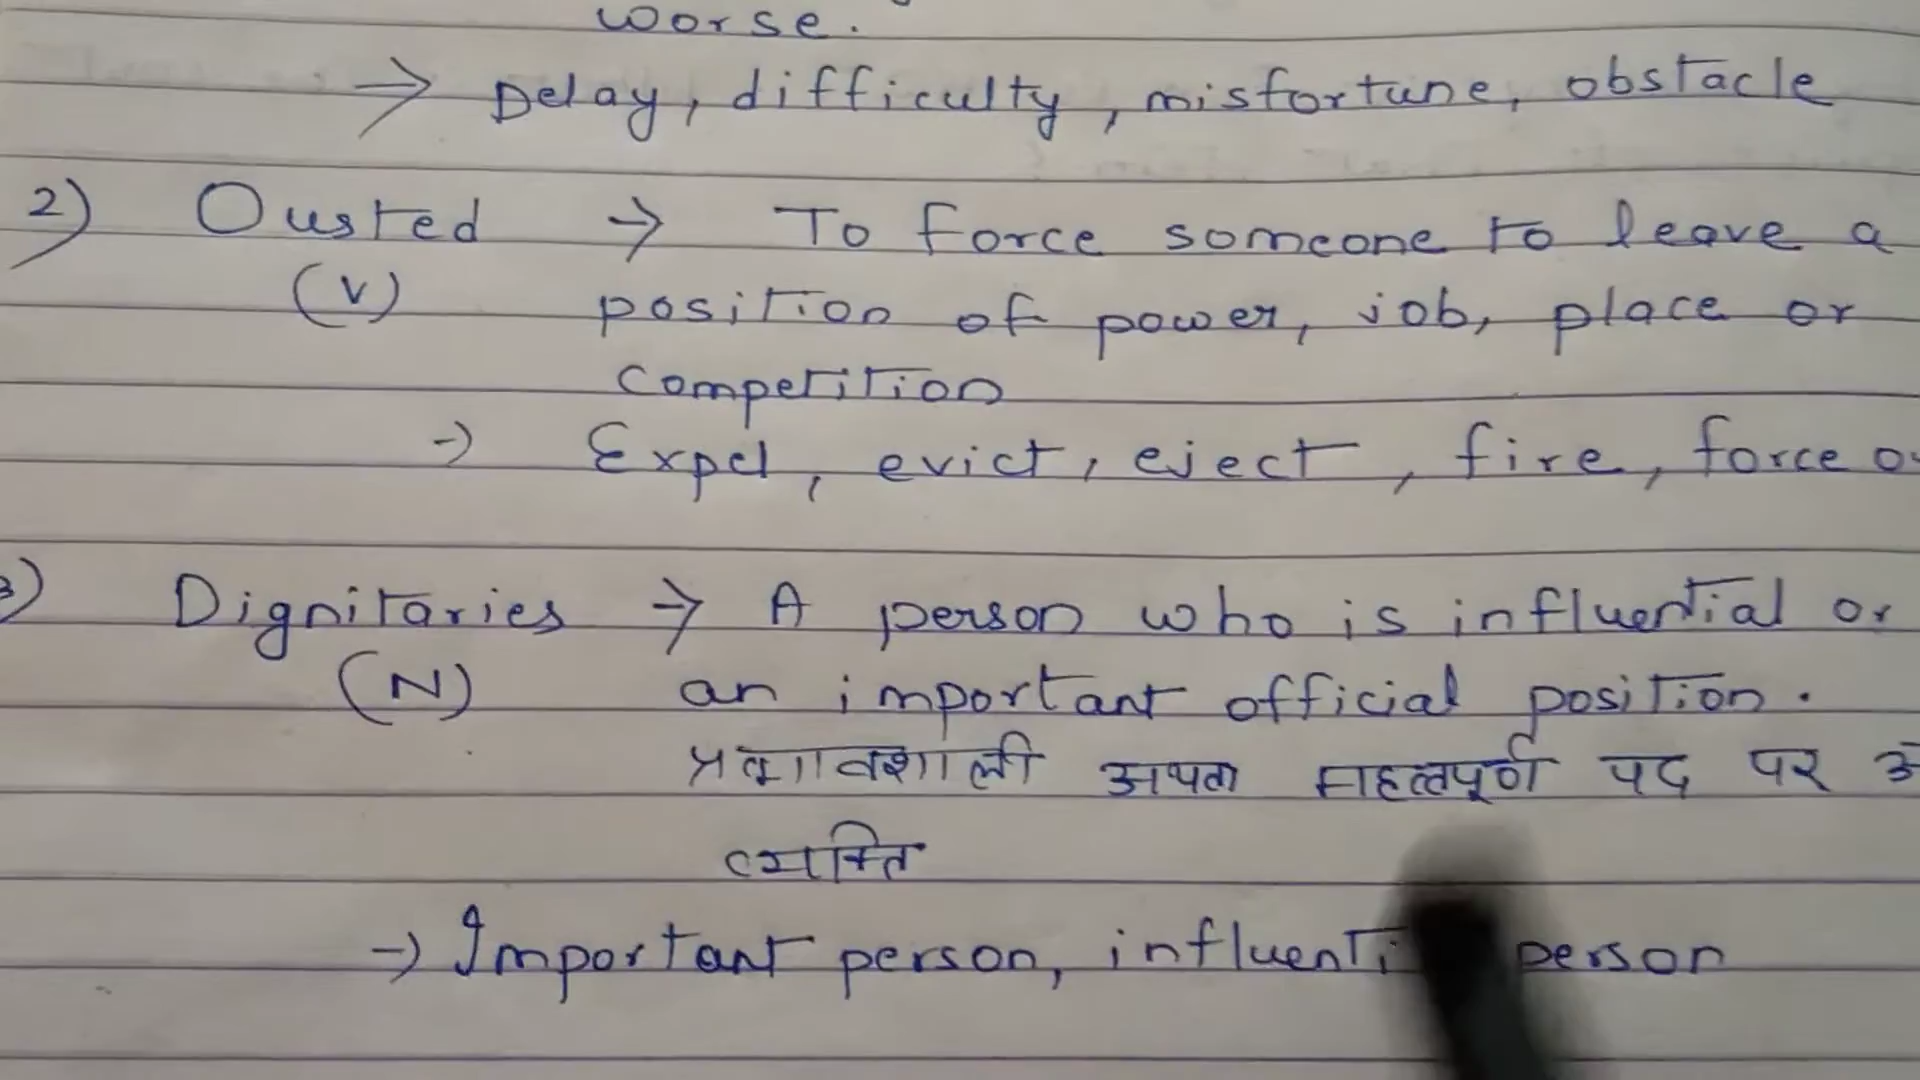 worse.
→ Delay, difficulty, misfortune, obstacle
2) Ousted → To force someone to leave a
(V) position of power, job, place or
competition
→ Expel, evict, eject, fire, force
3) Dignitaries → A person who is influential or
(N) an important official position.
प्रभावशाली अथवा महत्वपूर्ण पद पर
व्यक्ति
→ Important person, person